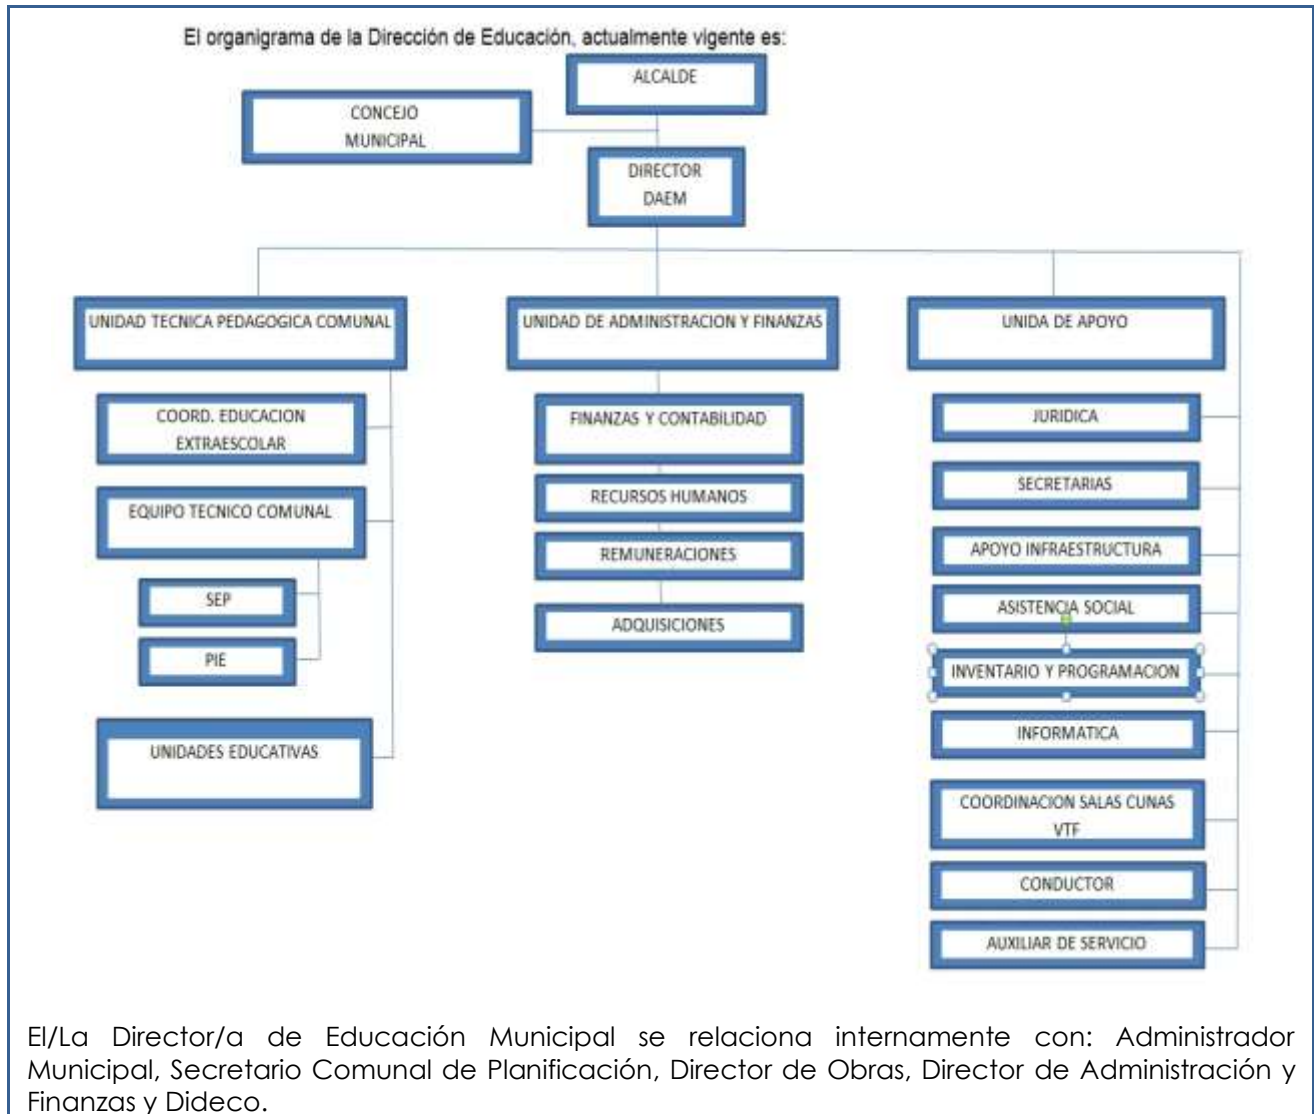 El organigrama de la Dirección de Educación, actualmente vigente es:
ALCALDE
CONCEJO
MUNICIPAL
DIRECTOR
DAEM
UNIDAD TECNICA PEDAGOGICA COMUNAL
COORD. EDUCACION
EXTRAESCOLAR
EQUIPO TECNICO COMUNAL
SEP
PIE
UNIDADES EDUCATIVAS
UNIDAD DE ADMINISTRACION Y FINANZAS
FINANZAS Y CONTABILIDAD
RECURSOS HUMANOS
REMUNERACIONES
ADQUISICIONES
UNIDA DE APOYO
JURIDICA
SECRETARIAS
APOYO INFRAESTRUCTURA
ASISTENCIA SOCIAL
INVENTARIO Y PROGRAMACION
INFORMATICA
COORDINACION SALAS CUNAS
VTF
CONDUCTOR
AUXILIAR DE SERVICIO
El/La Director/a de Educación Municipal se relaciona internamente con: Administrador
Municipal, Secretario Comunal de Planificación, Director de Obras, Director de Administración y
Finanzas y Dideco.